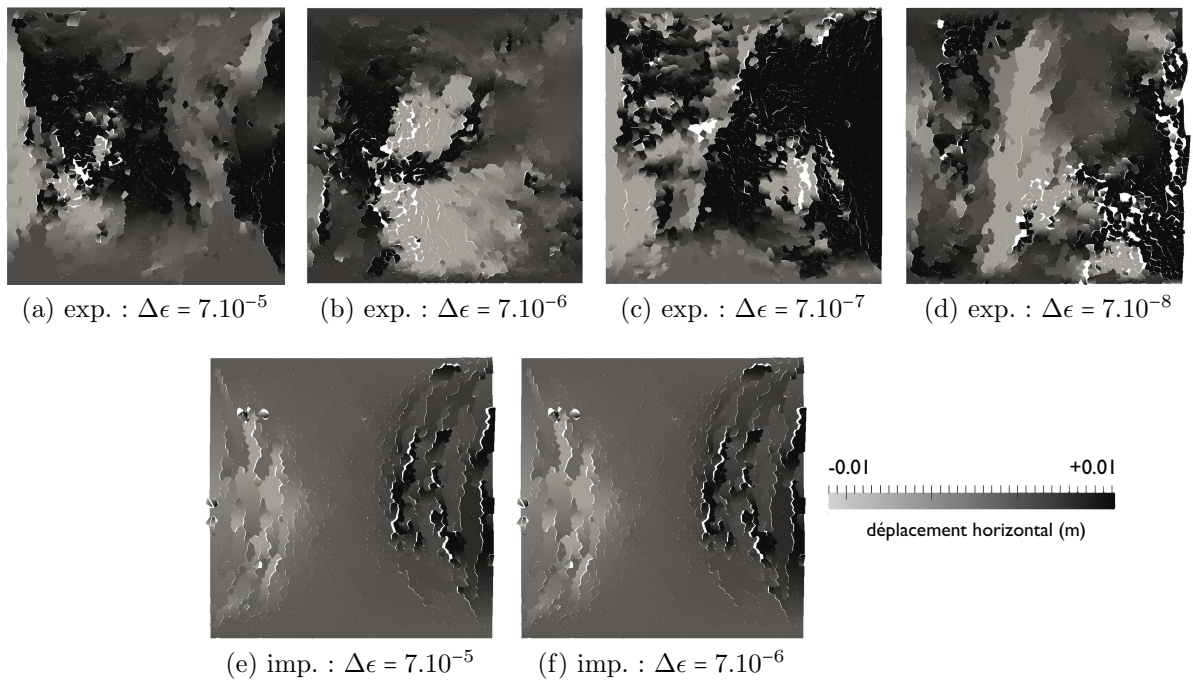 (a) exp. : Δϵ = 7.10⁻⁵
(b) exp. : Δϵ = 7.10⁻⁶
(c) exp. : Δϵ = 7.10⁻⁷
(d) exp. : Δϵ = 7.10⁻⁸
-0.01 +0.01
déplacement horizontal (m)
(e) imp. : Δϵ = 7.10⁻⁵
(f) imp. : Δϵ = 7.10⁻⁶